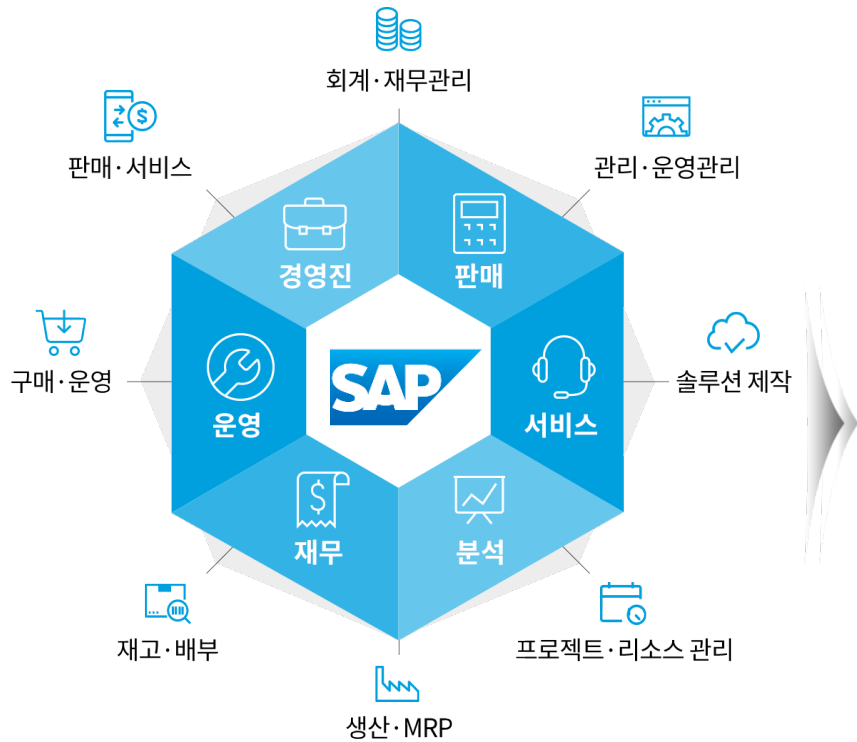 회계·재무관리
판매·서비스
관리·운영관리
경영진
판매
구매·운영
운영
SAP
서비스
솔루션 제작
재무
분석
재고·배부
프로젝트·리소스 관리
생산·MRP